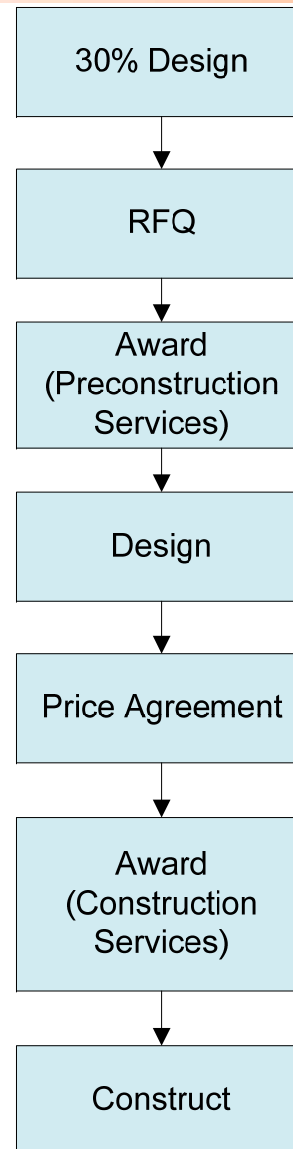 30% Design
RFQ
Award
(Preconstruction
Services)
Design
Price Agreement
Award
(Construction
Services)
Construct